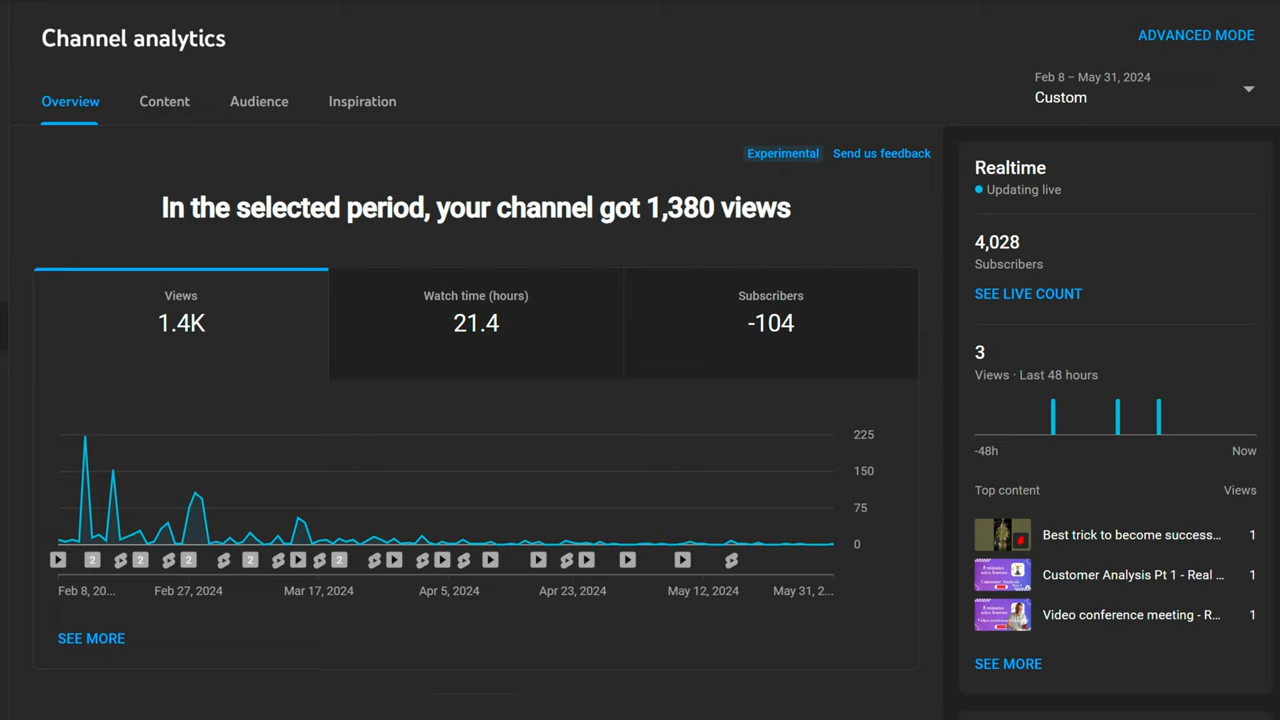 Channel analytics
ADVANCED MODE
Feb 8 – May 31, 2024
Custom
Overview
Content
Audience
Inspiration
Experimental
Send us feedback
In the selected period, your channel got 1,380 views
Views
1.4K
Watch time (hours)
21.4
Subscribers
-104
225
150
75
0
2
2
2
2
2
Feb 8, 20...
Feb 27, 2024
Mar 17, 2024
Apr 5, 2024
Apr 23, 2024
May 12, 2024
May 31, 2...
SEE MORE
Realtime
Updating live
4,028
Subscribers
SEE LIVE COUNT
3
Views · Last 48 hours
-48h
Now
Top content
Views
Best trick to become success...
1
Customer Analysis Pt 1 - Real ...
1
Video conference meeting - R...
1
SEE MORE